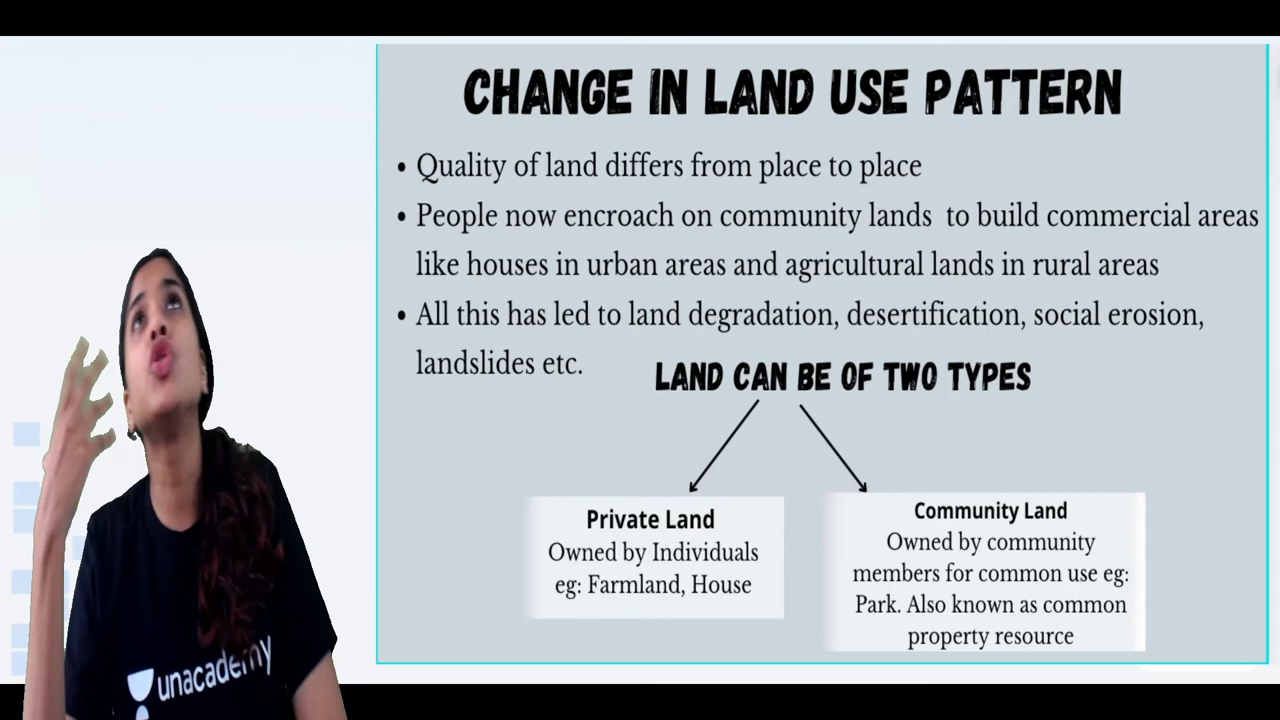 CHANGE IN LAND USE PATTERN
• Quality of land differs from place to place
• People now encroach on community lands to build commercial areas
like houses in urban areas and agricultural lands in rural areas
• All this has led to land degradation, desertification, social erosion,
landslides etc.
LAND CAN BE OF TWO TYPES
Private Land
Owned by Individuals
eg: Farmland, House
Community Land
Owned by community
members for common use eg:
Park. Also known as common
property resource
unacademy